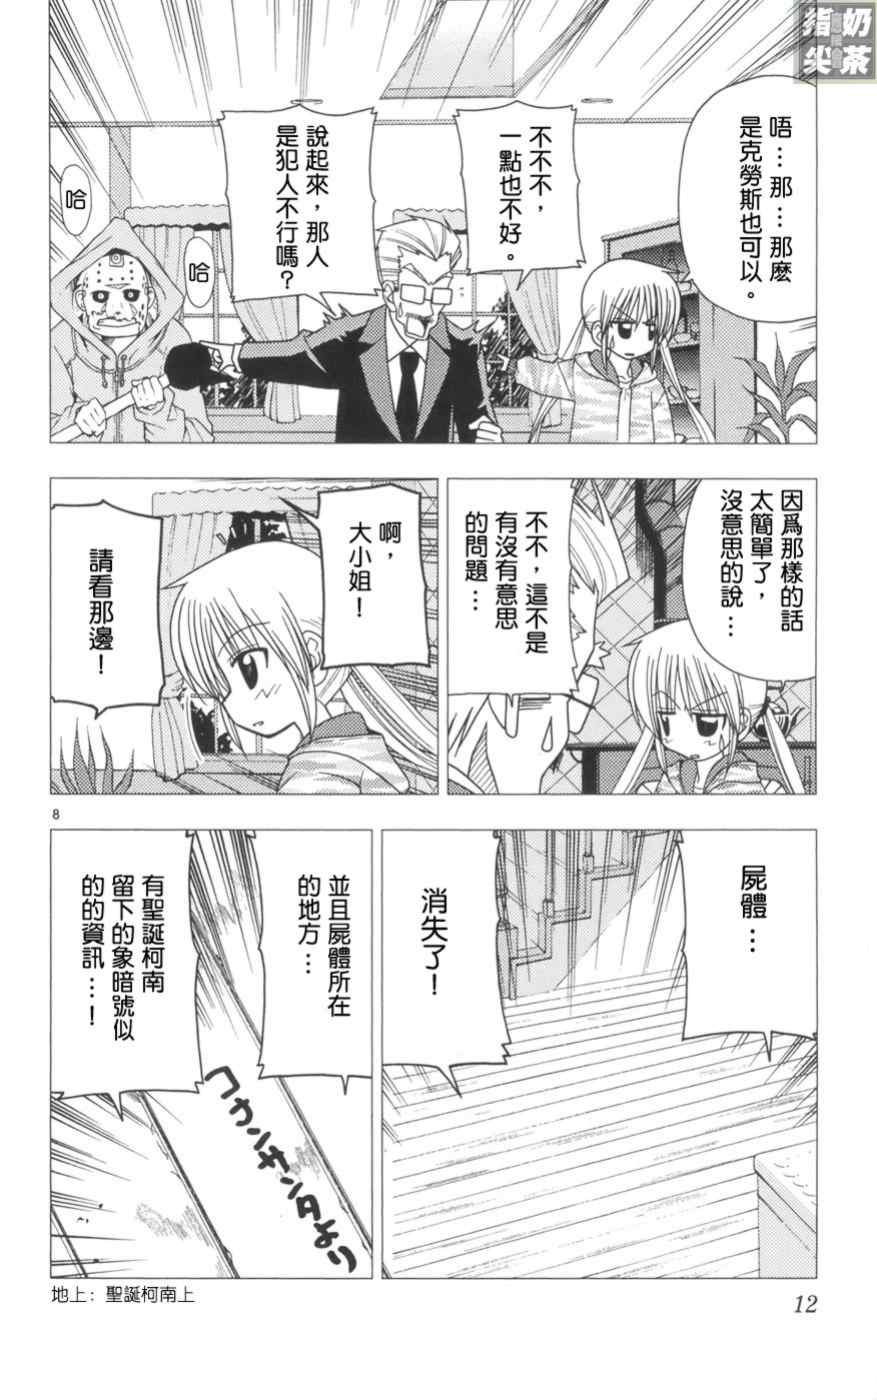 唔…那…那麽
是克勞斯也可以。
不不不，
一點也不好。
說起來，那人
是犯人不行嗎？
哈
哈
因爲那樣的話
太簡單了，
沒意思的說…
不不，這不是
有沒有意思
的問題…
啊，
大小姐！
請看那邊！
8
屍體…
消失了！
並且屍體所在
的地方…
有聖誕柯南
留下的象暗號似
的的資訊…！
コナンサンタより
地上：聖誕柯南上
12
指尖
奶茶